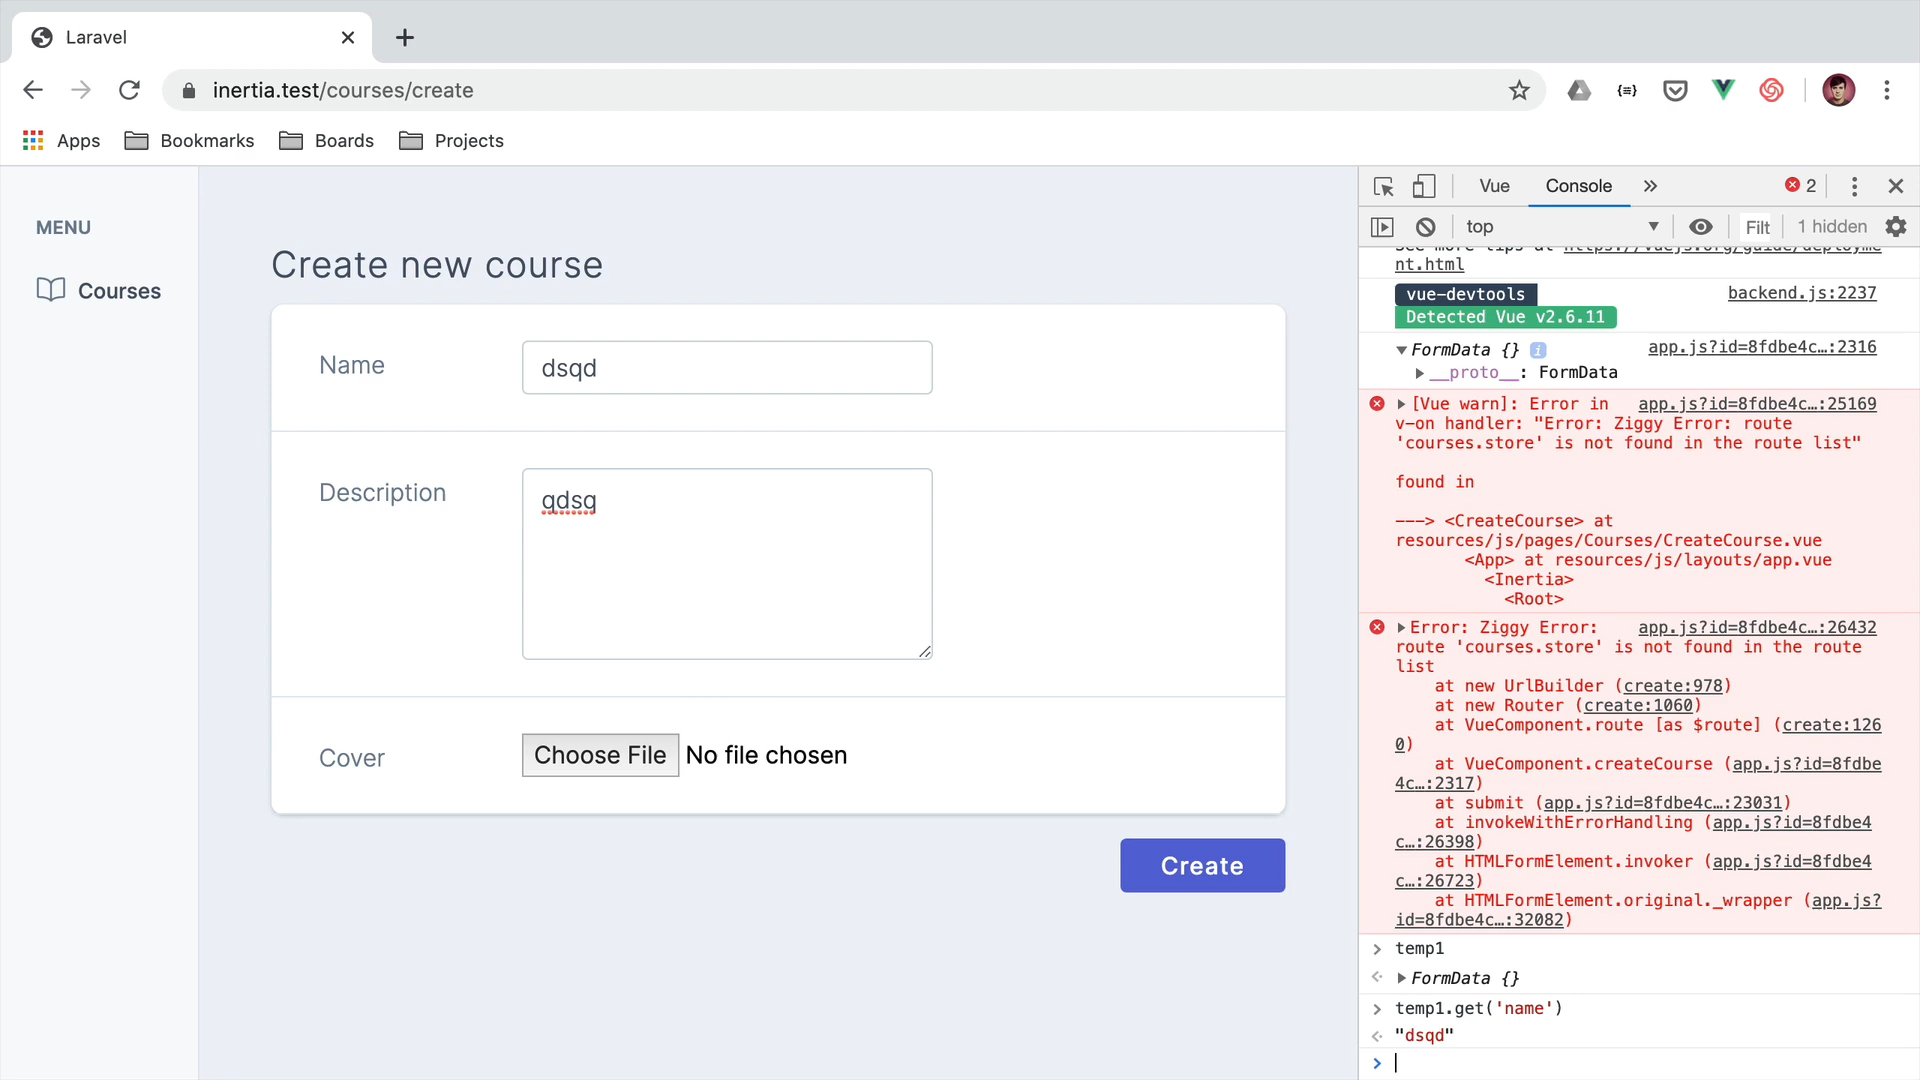 Laravel
inertia.test/courses/create
Apps
Bookmarks
Boards
Projects
MENU
Courses
Create new course
Name
dsqd
Description
qdsq
Cover
Choose File No file chosen
Create
Vue
Console
2
top
Filt
1 hidden
see more tips at https://vuejs.org/guide/deployme
nt.html
vue-devtools
backend.js:2237
Detected Vue v2.6.11
FormData {}
app.js?id=8fdbe4c…:2316
__proto__: FormData
[Vue warn]: Error in app.js?id=8fdbe4c…:25169
v-on handler: "Error: Ziggy Error: route
'courses.store' is not found in the route list"
found in
---> <CreateCourse> at
resources/js/pages/Courses/CreateCourse.vue
<App> at resources/js/layouts/app.vue
<Inertia>
<Root>
Error: Ziggy Error: app.js?id=8fdbe4c…:26432
route 'courses.store' is not found in the route
list
at new UrlBuilder (create:978)
at new Router (create:1060)
at VueComponent.route [as $route] (create:126
0)
at VueComponent.createCourse (app.js?id=8fdbe
4c…:2317)
at submit (app.js?id=8fdbe4c…:23031)
at invokeWithErrorHandling (app.js?id=8fdbe4
c…:26398)
at HTMLFormElement.invoker (app.js?id=8fdbe4
c…:26723)
at HTMLFormElement.original._wrapper (app.js?
id=8fdbe4c…:32082)
> temp1
FormData {}
> temp1.get('name')
"dsqd"
>